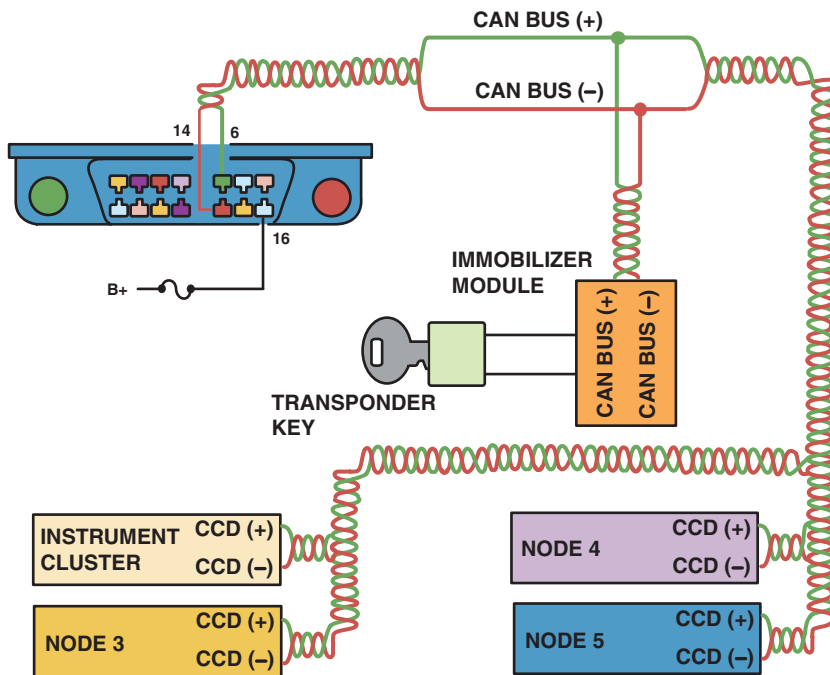 CAN BUS (+)
CAN BUS (–)
14
6
16
B+
IMMOBILIZER
MODULE
CAN BUS (+)
CAN BUS (–)
TRANSPONDER
KEY
INSTRUMENT
CLUSTER
CCD (+)
CCD (–)
NODE 4
CCD (+)
CCD (–)
NODE 3
CCD (+)
CCD (–)
NODE 5
CCD (+)
CCD (–)